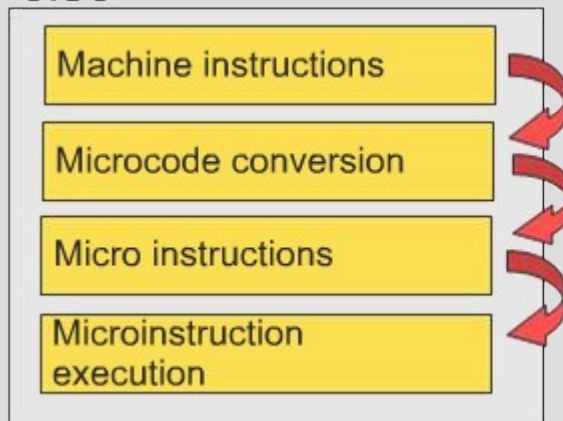 Machine instructions
Microcode conversion
Micro instructions
Microinstruction
execution